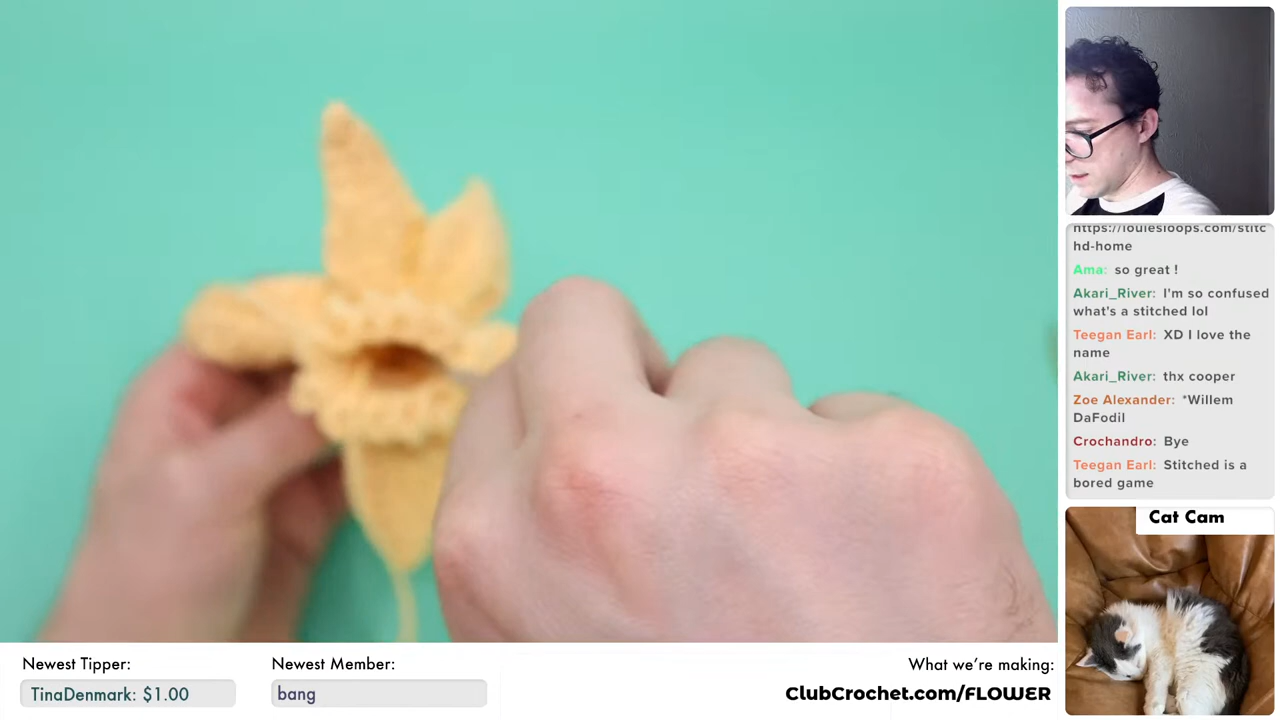 https://louiesloops.com/stitc
hd-home
Ama: so great !
Akari_River: I'm so confused
what's a stitched lol
Teegan Earl: XD I love the
name
Akari_River: thx cooper
Zoe Alexander: *Willem
DaFodil
Crochandro: Bye
Teegan Earl: Stitched is a
bored game
Cat Cam
Newest Tipper:
TinaDenmark: $1.00
Newest Member:
bang
What we're making:
ClubCrochet.com/FLOWER